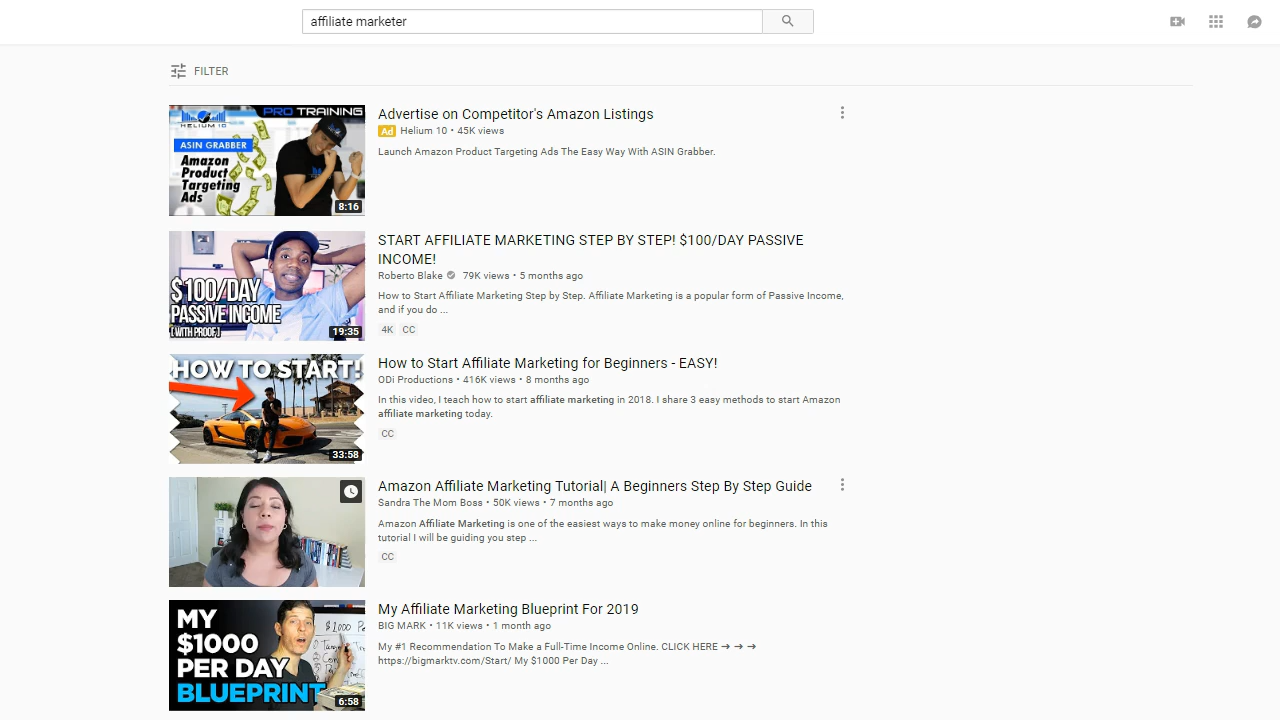 affiliate marketer
FILTER
PRO TRAINING
HELIUM 10
ASIN GRABBER
Amazon
Product
Targeting
Ads
8:16
Advertise on Competitor's Amazon Listings
Ad Helium 10 • 45K views
Launch Amazon Product Targeting Ads The Easy Way With ASIN Grabber.
$100/DAY
PASSIVE INCOME
[WITH PROOF]
19:35
START AFFILIATE MARKETING STEP BY STEP! $100/DAY PASSIVE
INCOME!
Roberto Blake 79K views • 5 months ago
How to Start Affiliate Marketing Step by Step. Affiliate Marketing is a popular form of Passive Income,
and if you do ...
4K CC
HOW TO START!
33:58
How to Start Affiliate Marketing for Beginners - EASY!
ODi Productions • 416K views • 8 months ago
In this video, I teach how to start affiliate marketing in 2018. I share 3 easy methods to start Amazon
affiliate marketing today.
CC
Amazon Affiliate Marketing Tutorial| A Beginners Step By Step Guide
Sandra The Mom Boss • 50K views • 7 months ago
Amazon Affiliate Marketing is one of the easiest ways to make money online for beginners. In this
tutorial I will be guiding you step ...
CC
MY
$1000
PER DAY
BLUEPRINT
6:58
My Affiliate Marketing Blueprint For 2019
BIG MARK • 11K views • 1 month ago
My #1 Recommendation To Make a Full-Time Income Online. CLICK HERE ➔ ➔ ➔
https://bigmarktv.com/Start/ My $1000 Per Day ...